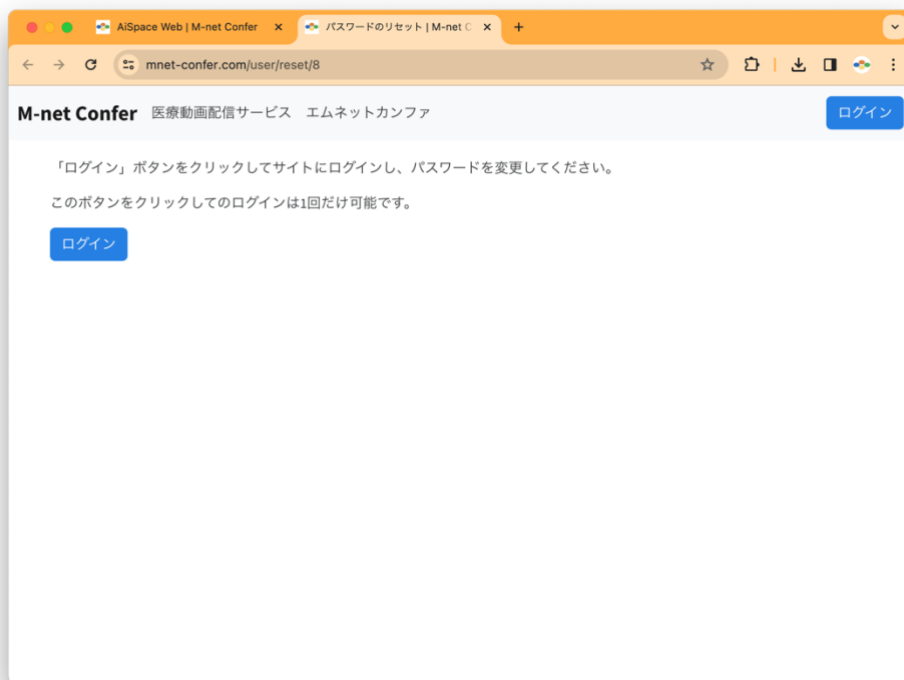 AiSpace Web | M-net Confer
パスワードのリセット | M-net C
mnet-confer.com/user/reset/8
M-net Confer 医療動画配信サービス エムネットカンファ ログイン
「ログイン」ボタンをクリックしてサイトにログインし、パスワードを変更してください。
このボタンをクリックしてのログインは1回だけ可能です。
ログイン